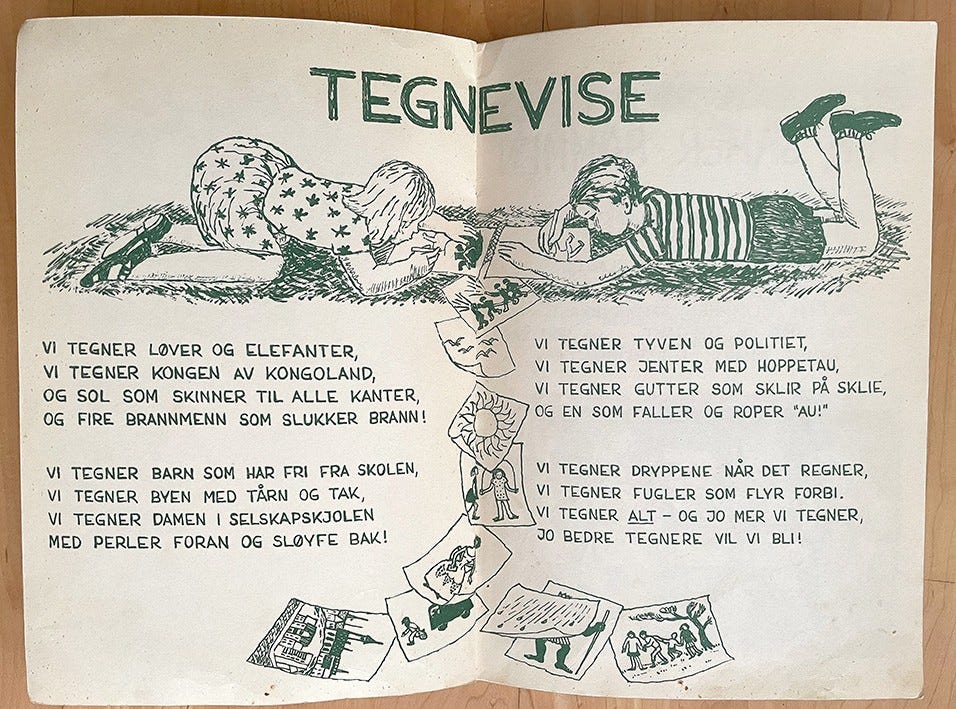 TEGNEVISE
VI TEGNER LØVER OG ELEFANTER,
VI TEGNER KONGEN AV KONGOLAND,
OG SOL SOM SKINNER TIL ALLE KANTER,
OG FIRE BRANNMENN SOM SLUKKER BRANN!
VI TEGNER BARN SOM HAR FRI FRA SKOLEN,
VI TEGNER BYEN MED TÅRN OG TAK,
VI TEGNER DAMEN I SELSKAPSKJOLEN
MED PERLER FORAN OG SLØYFE BAK!
VI TEGNER TYVEN OG POLITIET,
VI TEGNER JENTER MED HOPPETAU,
VI TEGNER GUTTER SOM SKLIR PÅ SKLIE,
OG EN SOM FALLER OG ROPER "AU!"
VI TEGNER DRYPPENE NÅR DET REGNER,
VI TEGNER FUGLER SOM FLYR FORBI.
VI TEGNER ALT – OG JO MER VI TEGNER,
JO BEDRE TEGNERE VIL VI BLI!